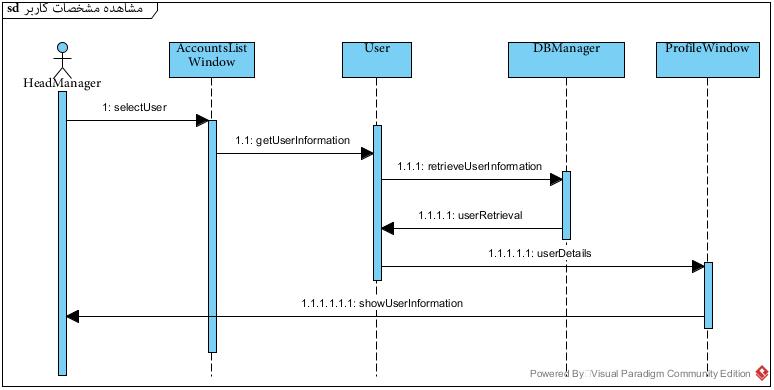 sd مشاهده مشخصات کاربر
AccountsList
Window
User
DBManager
ProfileWindow
HeadManager
1: selectUser
1.1: getUserInformation
1.1.1: retrieveUserInformation
1.1.1.1: userRetrieval
1.1.1.1.1: userDetails
1.1.1.1.1.1: showUserInformation
Powered By Visual Paradigm Community Edition